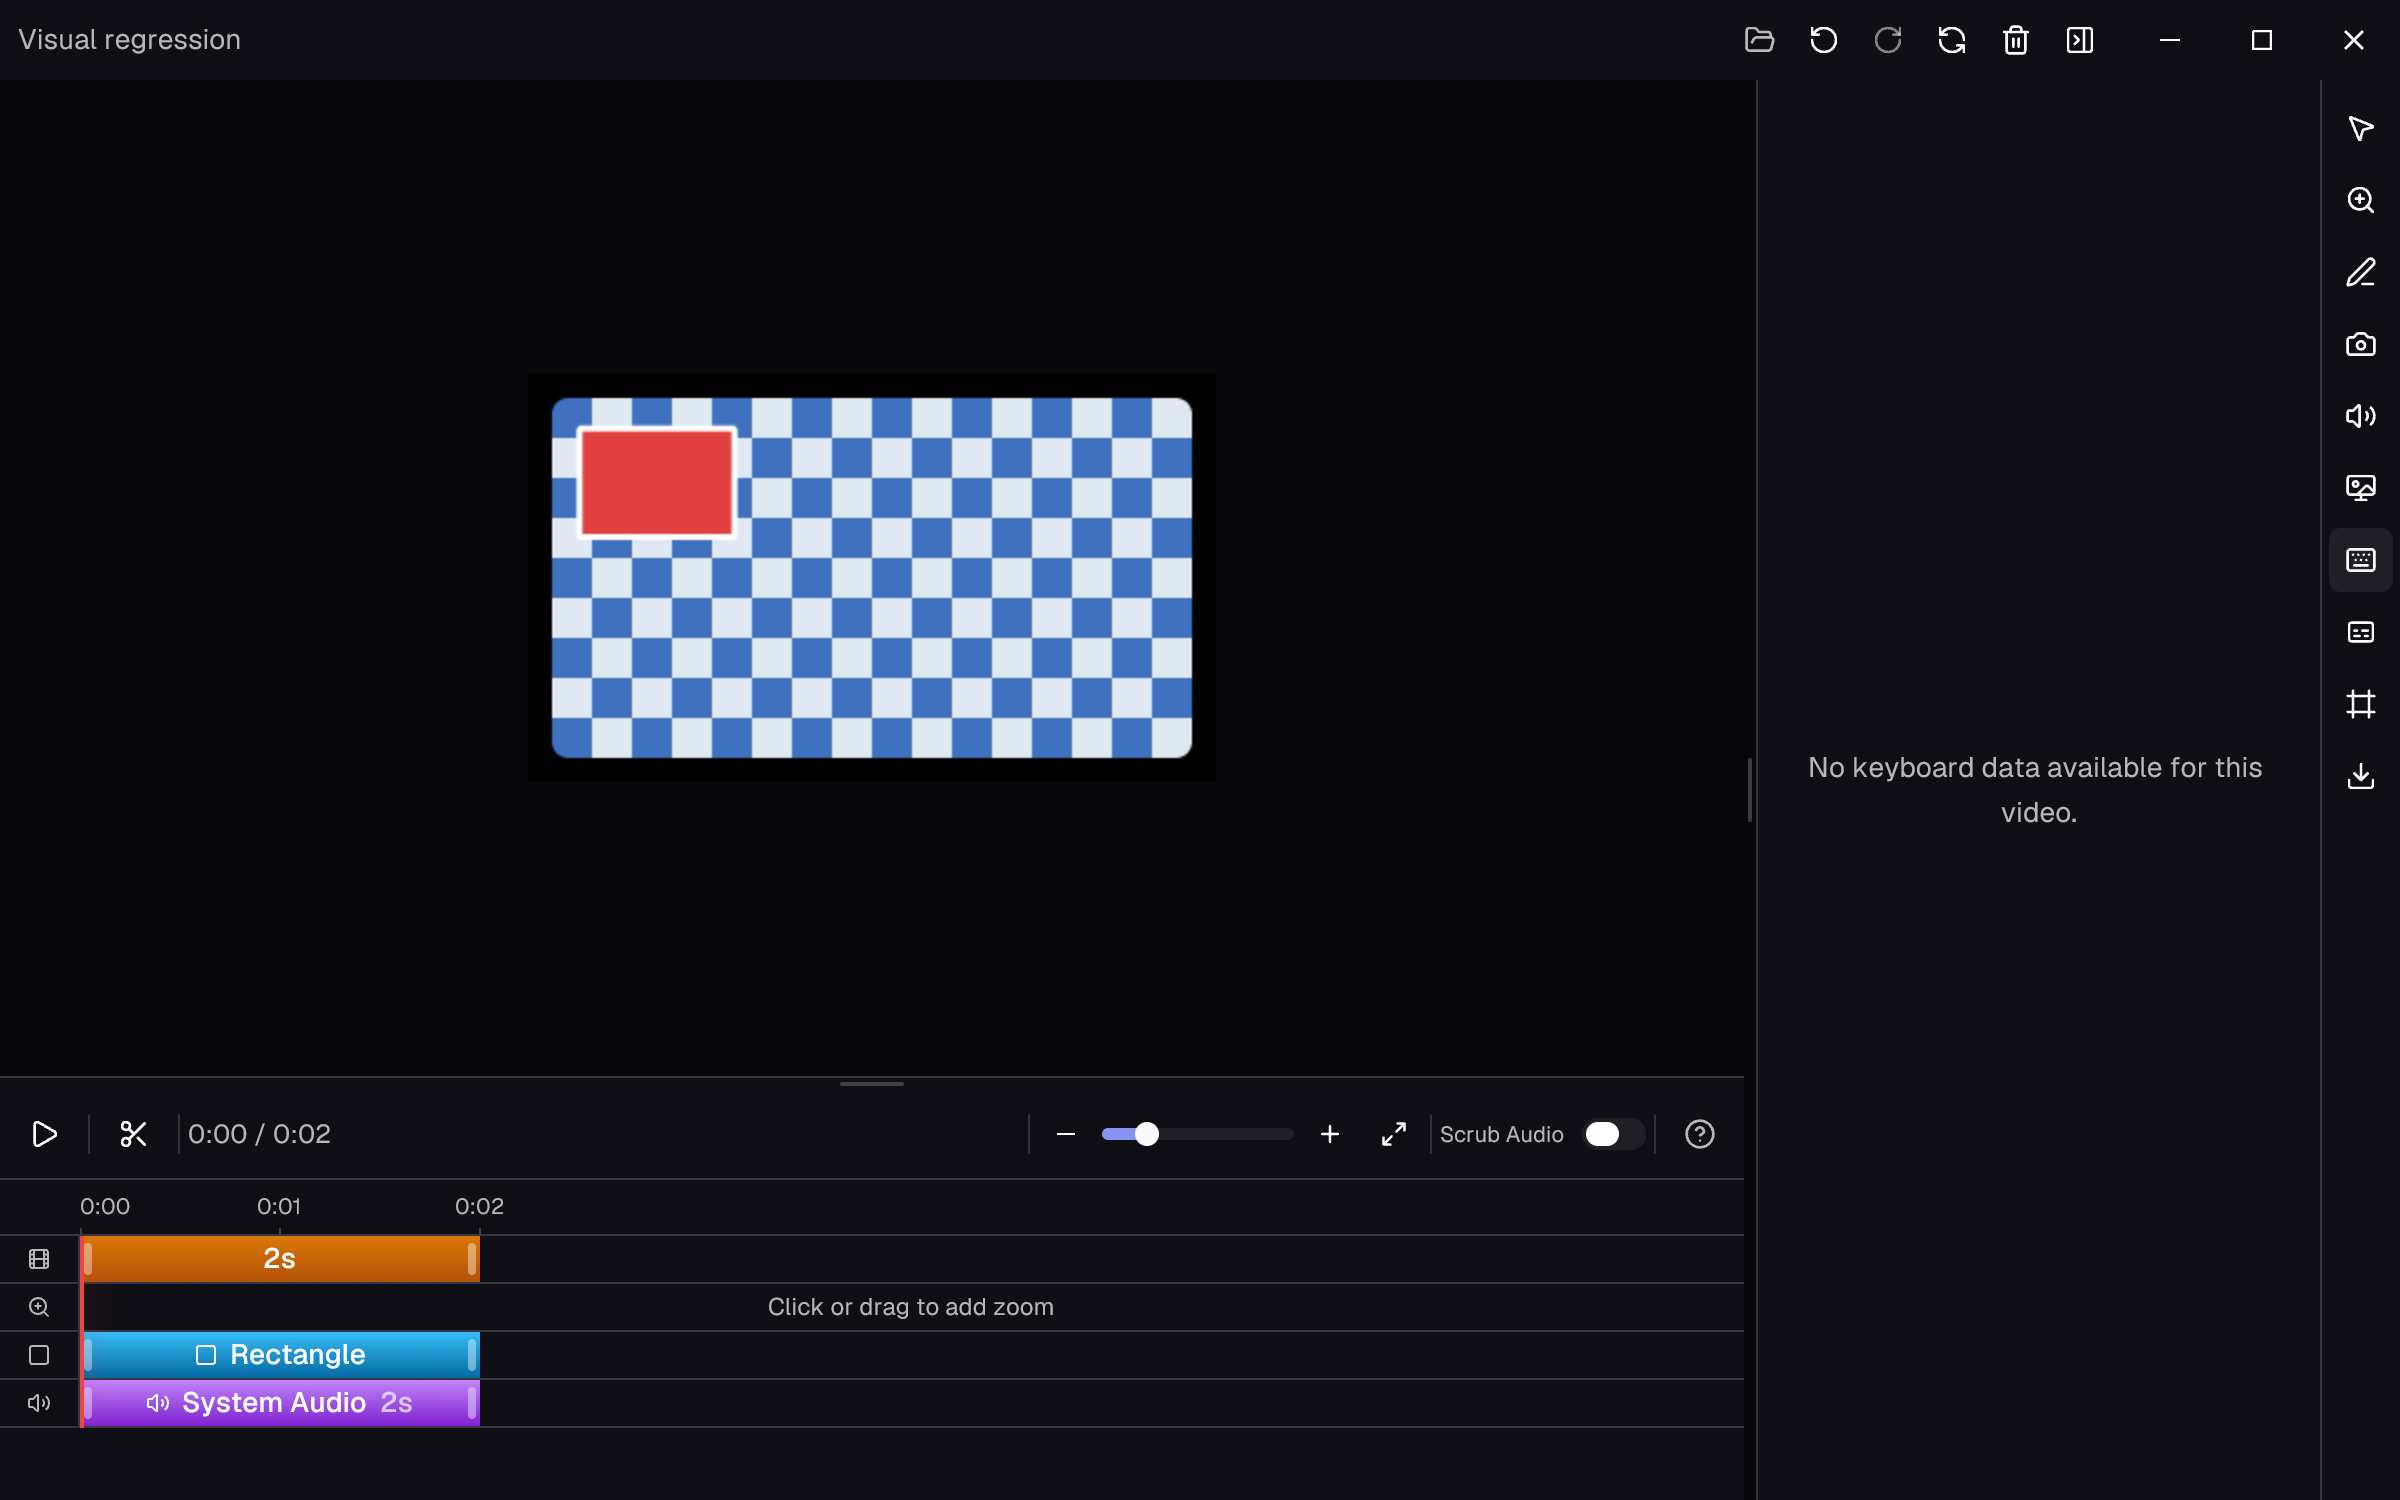 Visual regression
No keyboard data available for this
video.
0:00 / 0:02
Scrub Audio
0:00
0:01
0:02
2s
Click or drag to add zoom
Rectangle
System Audio 2s